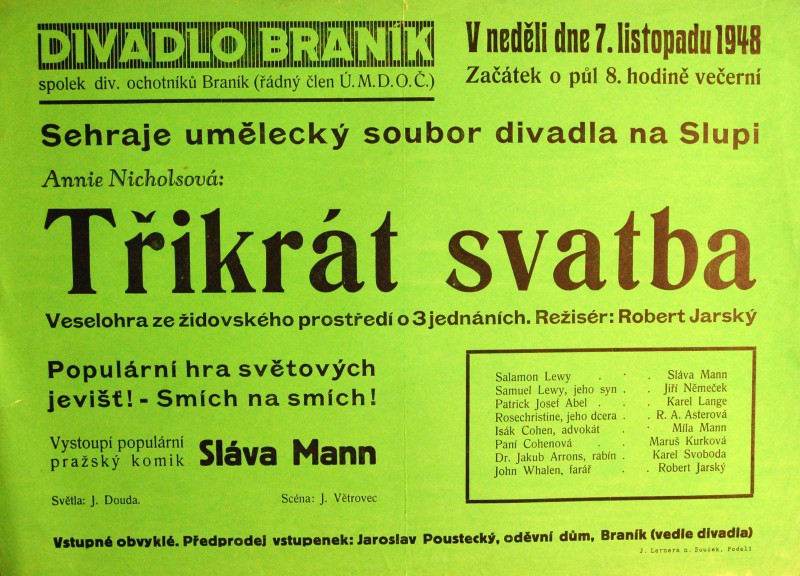 DIVADLO BRANÍK
spolek div. ochotníků Braník (řádný člen Ú.M.D.O.Č.)
V neděli dne 7. listopadu 1948
Začátek o půl 8. hodině večerní
Sehraje umělecký soubor divadla na Slupi
Annie Nicholsová:
Třikrát svatba
Veselohra ze židovského prostředí o 3 jednáních. Režisér: Robert Jarský
Populární hra světových
jevišť! - Smích na smích!
Vystoupí populární
pražský komik Sláva Mann
Světla: J. Douda. Scéna: J. Větrovec
Salamon Lewy . . . Sláva Mann
Samuel Lewy, jeho syn . . Jiří Němeček
Patrick Josef Abel . . . Karel Lange
Rosechristine, jeho dcera . . R. A. Asterová
Isák Cohen, advokát . . Míla Mann
Paní Cohenová . . . Maruš Kurková
Dr. Jakub Arrons, rabín . . Karel Svoboda
John Whalen, farář . . Robert Jarský
Vstupné obvyklé. Předprodej vstupenek: Jaroslav Poustecký, oděvní dům, Braník (vedle divadla)
J. Lernera n. Souček, Podolí